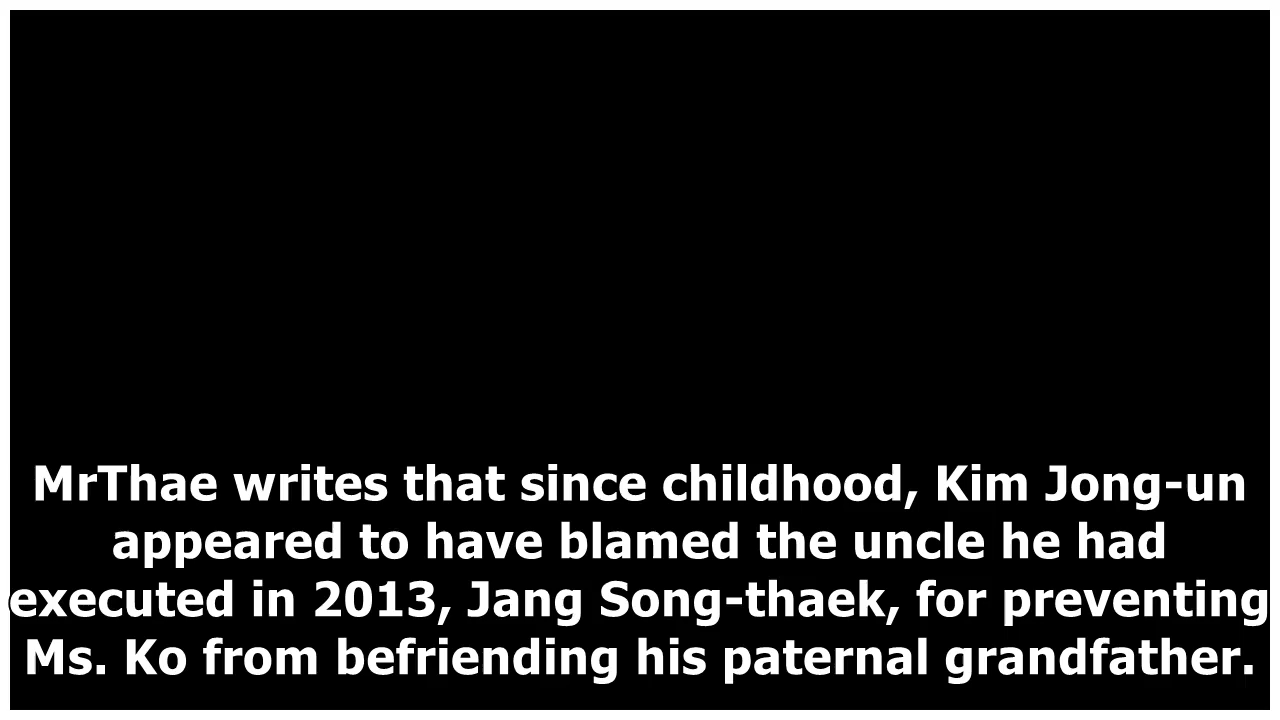 MrThae writes that since childhood, Kim Jong-un
appeared to have blamed the uncle he had
executed in 2013, Jang Song-thaek, for preventing
Ms. Ko from befriending his paternal grandfather.